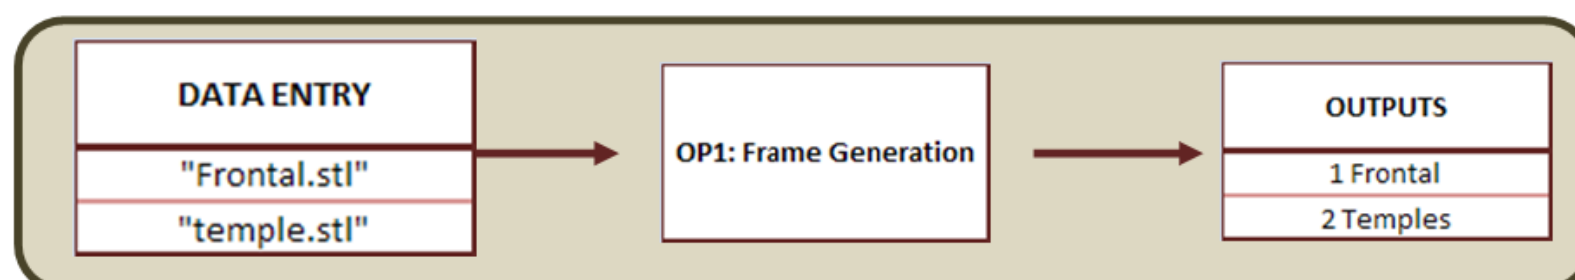 DATA ENTRY
"Frontal.stl"
"temple.stl"
OP1: Frame Generation
OUTPUTS
1 Frontal
2 Temples